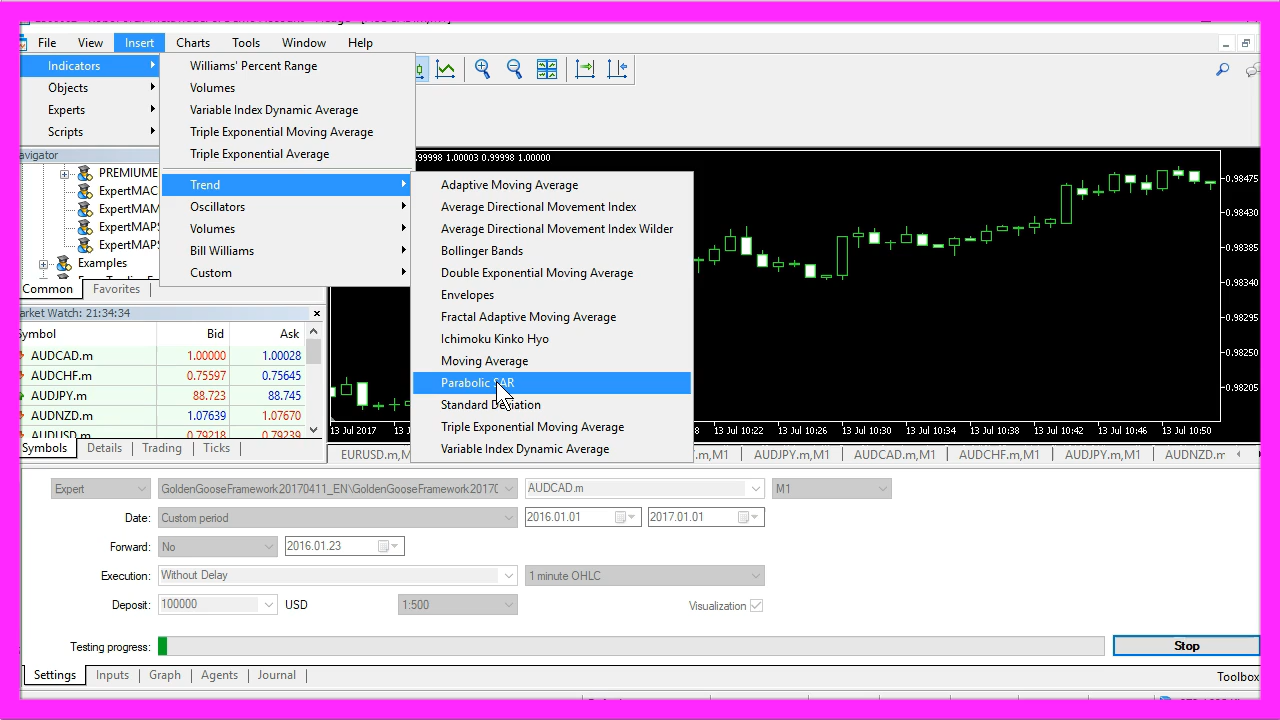 File View Insert Charts Tools Window Help
Indicators
Objects
Experts
Scripts
Williams' Percent Range
Volumes
Variable Index Dynamic Average
Triple Exponential Moving Average
Triple Exponential Average
Trend
Oscillators
Volumes
Bill Williams
Custom
Adaptive Moving Average
Average Directional Movement Index
Average Directional Movement Index Wilder
Bollinger Bands
Double Exponential Moving Average
Envelopes
Fractal Adaptive Moving Average
Ichimoku Kinko Hyo
Moving Average
Parabolic SAR
Standard Deviation
Triple Exponential Moving Average
Variable Index Dynamic Average
avigator
PREMIUME
ExpertMAC
ExpertMAM
ExpertMAPS
ExpertMAPS
Examples
Common Favorites
arket Watch: 21:34:34
Symbol Bid Ask
AUDCAD.m 1.00000 1.00028
AUDCHF.m 0.75597 0.75645
AUDJPY.m 88.723 88.745
AUDNZD.m 1.07639 1.07670
AUDUSD.m 0.79218 0.79239
Symbols Details Trading Ticks
.99998 1.00003 0.99998 1.00000
0.98475
0.98430
0.98385
0.98340
0.98295
0.98250
0.98205
13 Jul 2017 13 J 8 13 Jul 10:22 13 Jul 10:26 13 Jul 10:30 13 Jul 10:34 13 Jul 10:38 13 Jul 10:42 13 Jul 10:46 13 Jul 10:50
EURUSD.m,M .m,M1 AUDJPY.m,M1 AUDCAD.m,M1 AUDCHF.m,M1 AUDJPY.m,M1 AUDNZD.m
Expert GoldenGooseFramework20170411_EN\GoldenGooseFramework2017( AUDCAD.m M1
Date: Custom period 2016.01.01 2017.01.01
Forward: No 2016.01.23
Execution: Without Delay 1 minute OHLC
Deposit: 100000 USD 1:500 Visualization
Testing progress: Stop
Settings Inputs Graph Agents Journal Toolbox